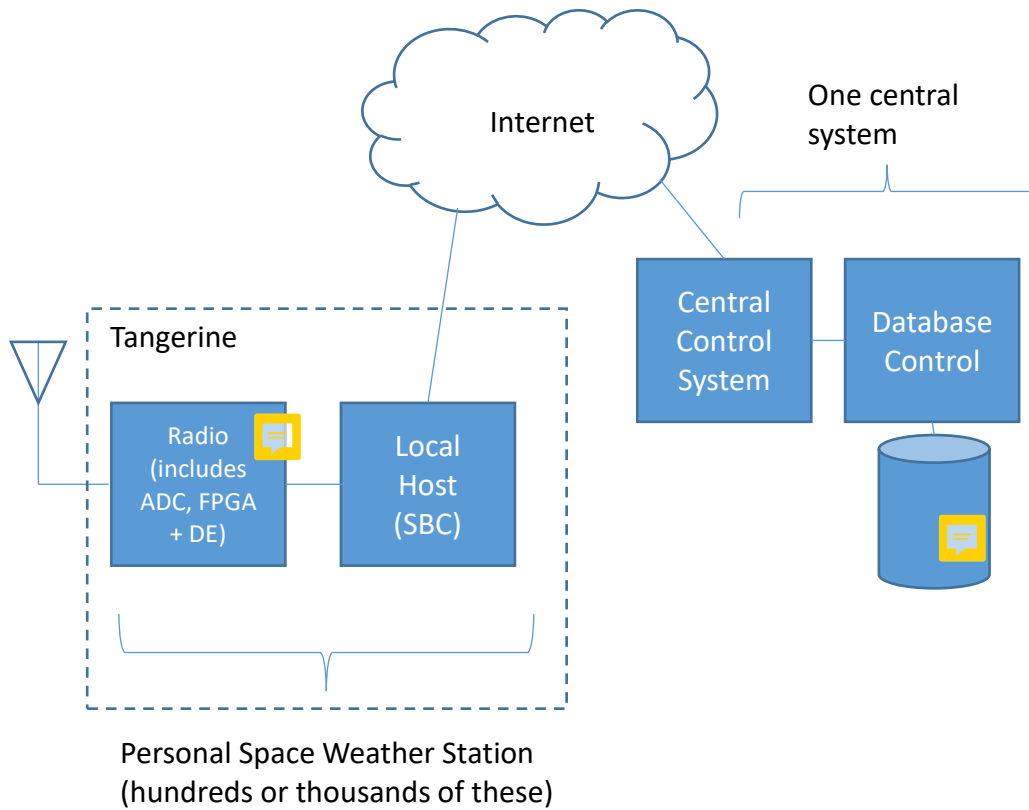 Internet
One central
system
Central
Control
System
Database
Control
Tangerine
Radio
(includes
ADC, FPGA
+ DE)
Local
Host
(SBC)
Personal Space Weather Station
(hundreds or thousands of these)